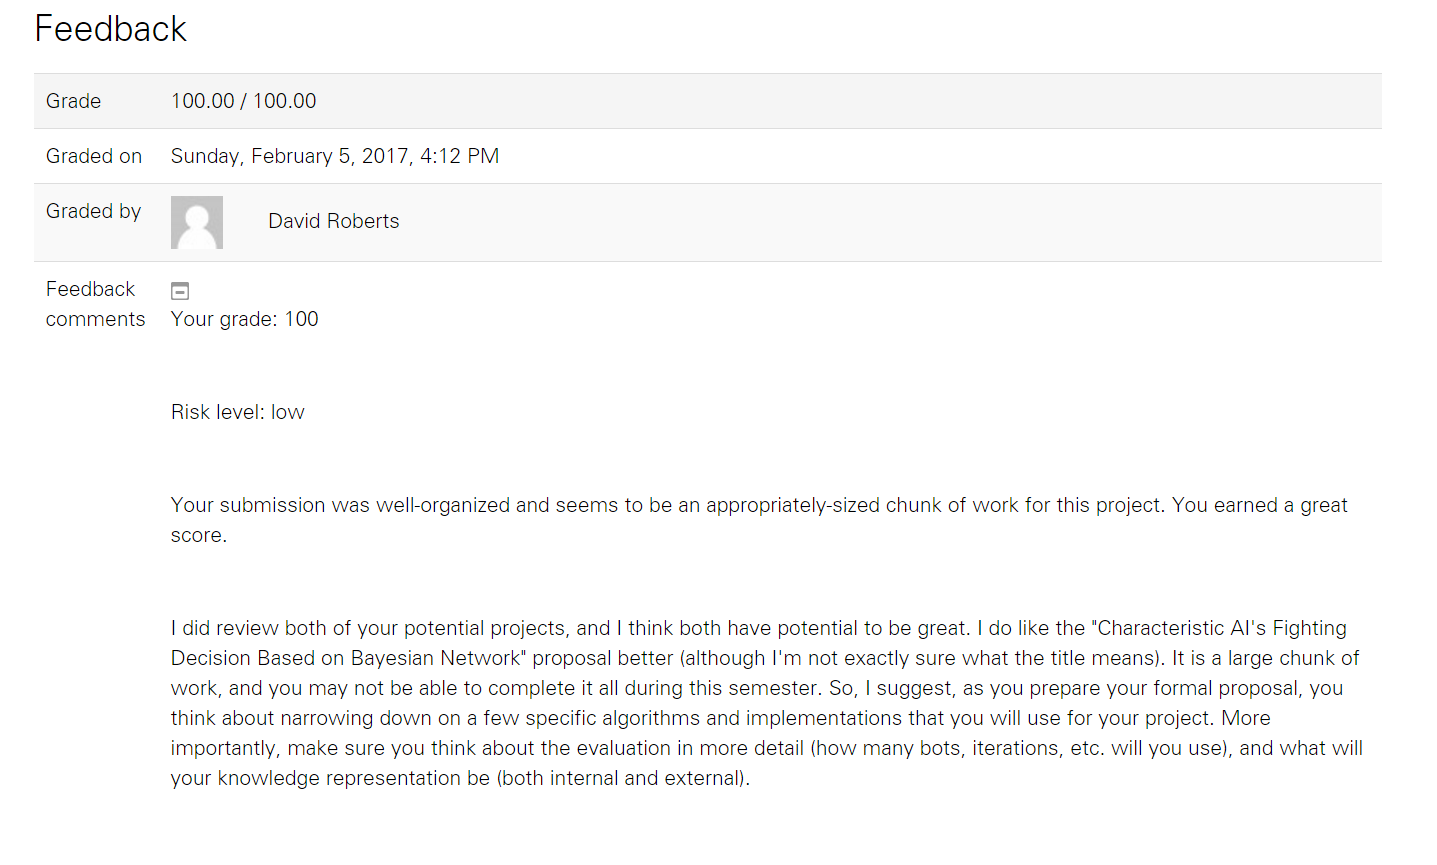 Feedback
Grade 100.00 / 100.00
Graded on Sunday, February 5, 2017, 4:12 PM
Graded by David Roberts
Feedback comments
Your grade: 100
Risk level: low
Your submission was well-organized and seems to be an appropriately-sized chunk of work for this project. You earned a great
score.
I did review both of your potential projects, and I think both have potential to be great. I do like the "Characteristic AI's Fighting
Decision Based on Bayesian Network" proposal better (although I'm not exactly sure what the title means). It is a large chunk of
work, and you may not be able to complete it all during this semester. So, I suggest, as you prepare your formal proposal, you
think about narrowing down on a few specific algorithms and implementations that you will use for your project. More
importantly, make sure you think about the evaluation in more detail (how many bots, iterations, etc. will you use), and what will
your knowledge representation be (both internal and external).